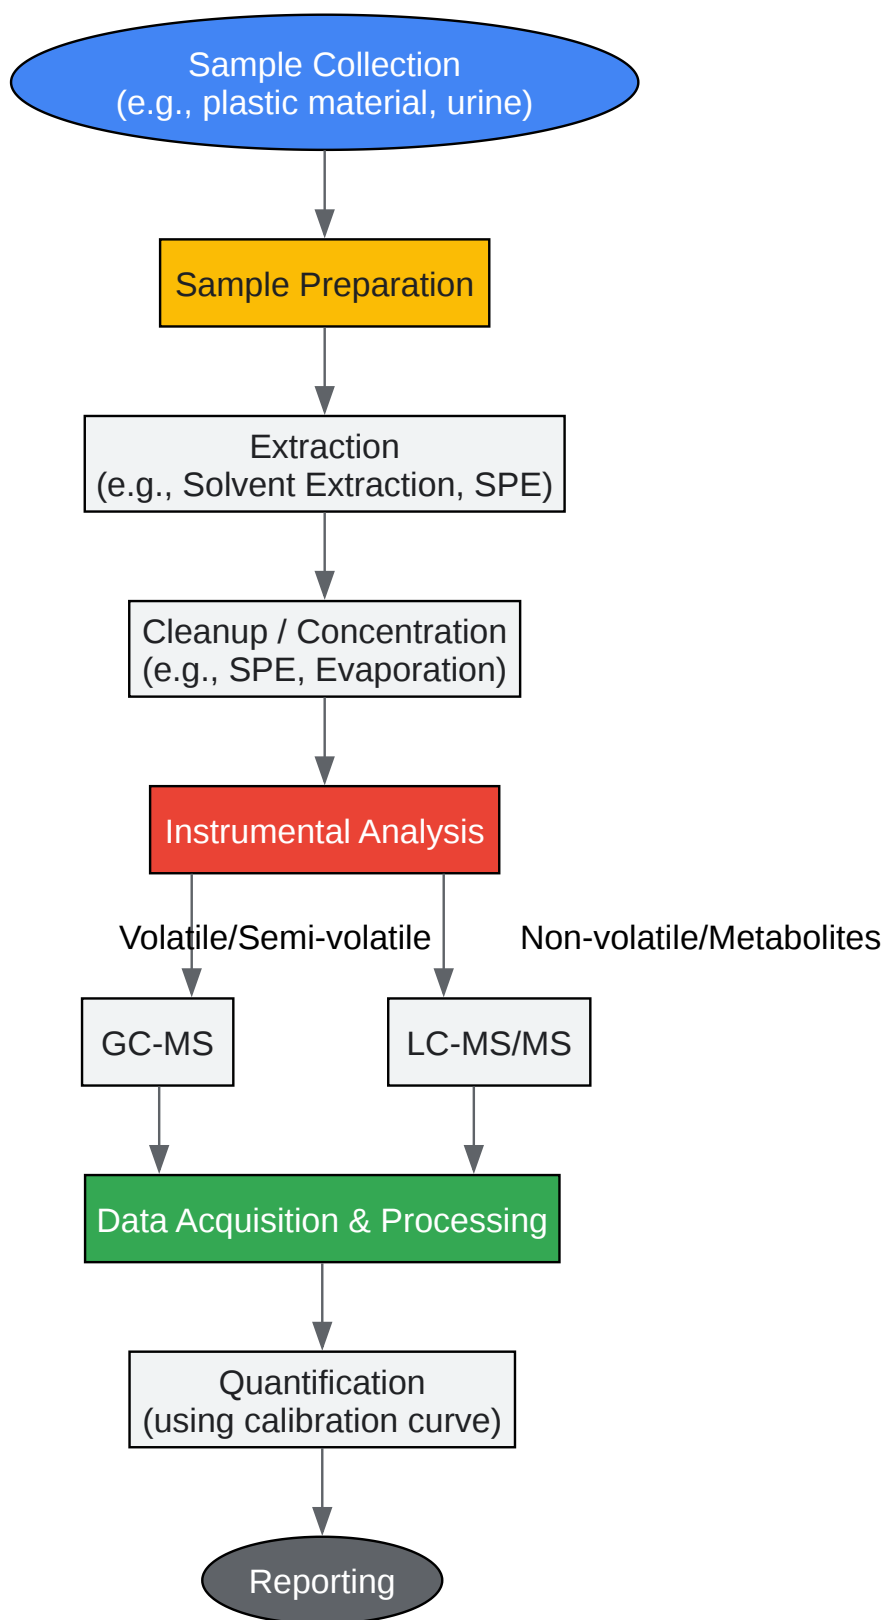 Sample Collection
(e.g., plastic material, urine)
Sample Preparation
Extraction
(e.g., Solvent Extraction, SPE)
Cleanup / Concentration
(e.g., SPE, Evaporation)
Instrumental Analysis
Volatile/Semi-volatile
Non-volatile/Metabolites
GC-MS
LC-MS/MS
Data Acquisition & Processing
Quantification
(using calibration curve)
Reporting